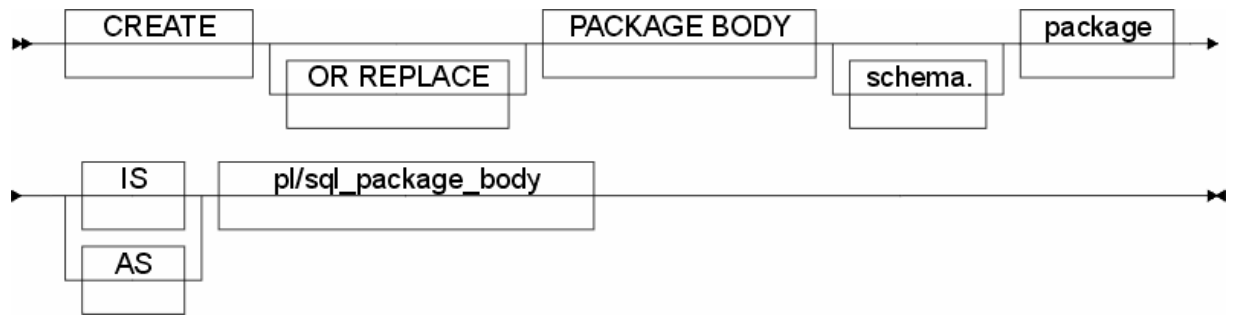 CREATE PACKAGE BODY package
OR REPLACE schema.
IS pl/sql_package_body
AS